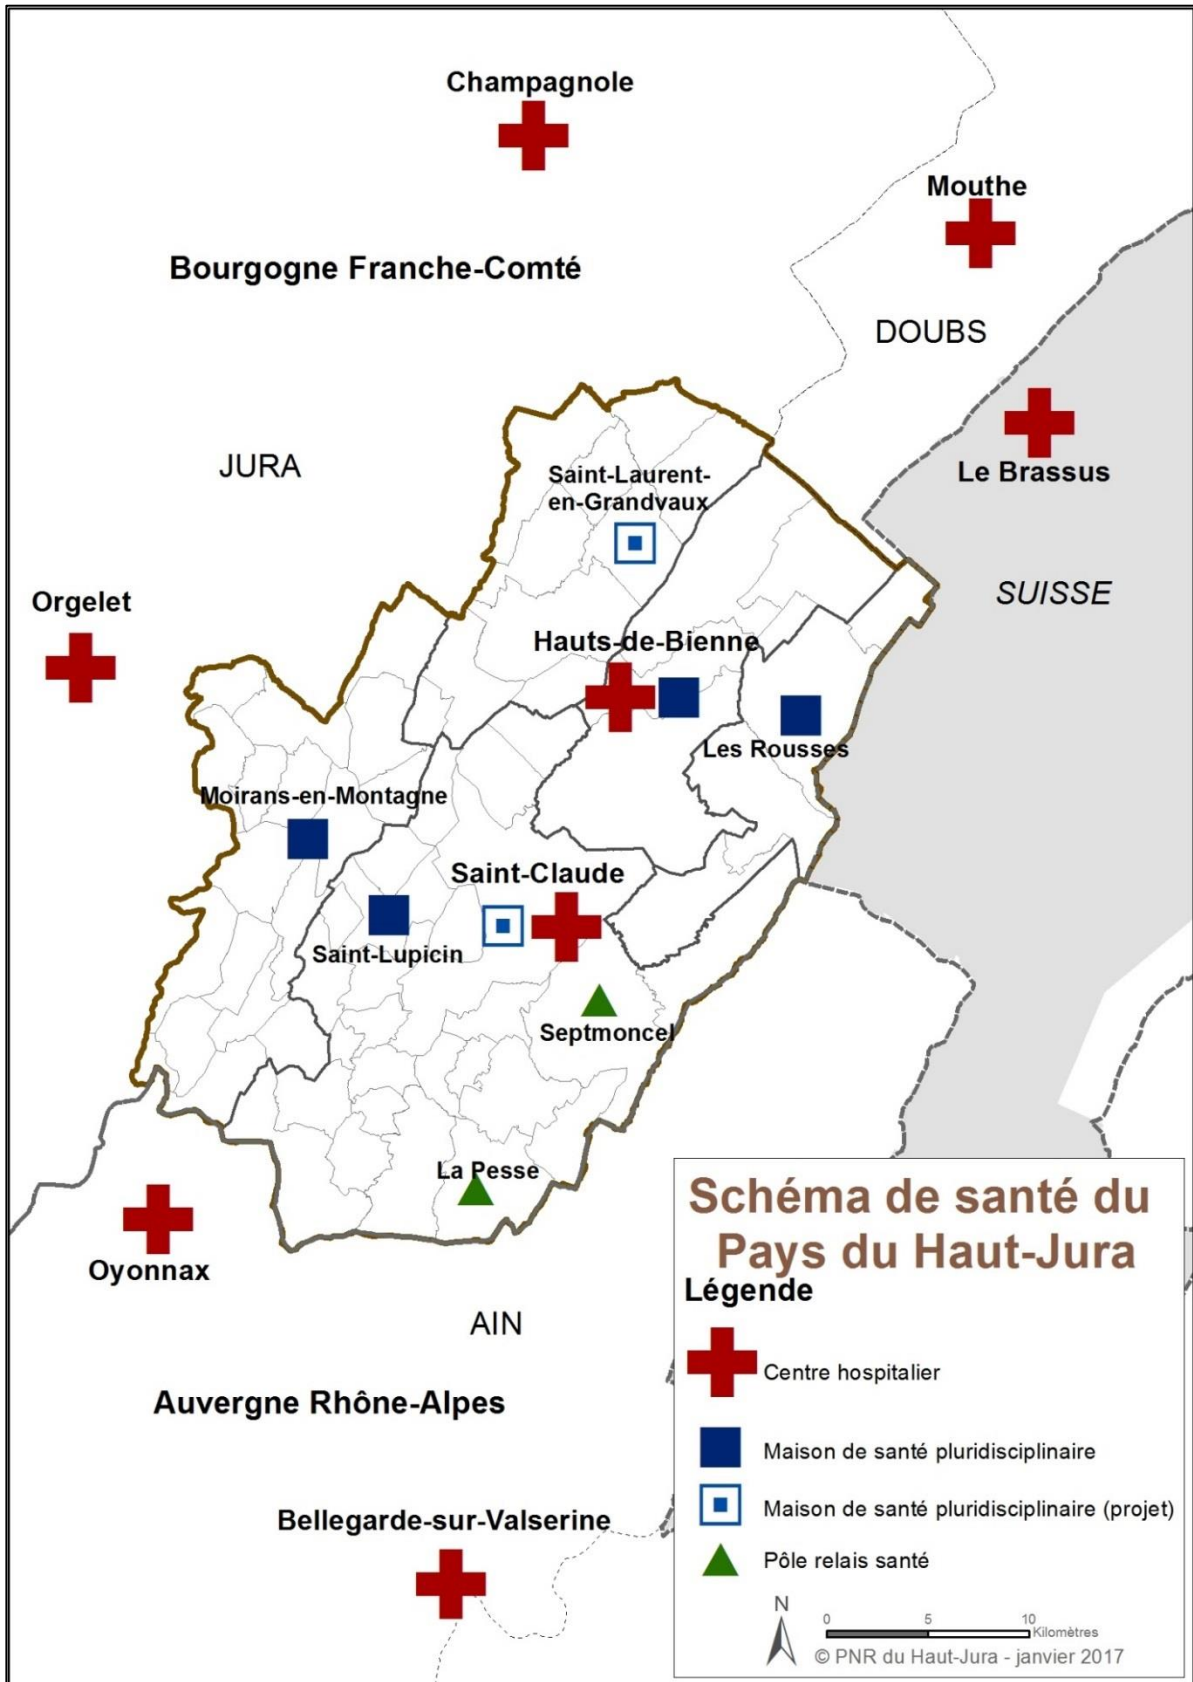 Champagnole
Mouthe
Bourgogne Franche-Comté
DOUBS
Le Brassus
JURA
Saint-Laurent-
en-Grandvaux
SUISSE
Orgelet
Hauts-de-Bienne
Les Rousses
Moirans-en-Montagne
Saint-Claude
Saint-Lupicin
Septmoncel
La Pesse
Oyonnax
AIN
Auvergne Rhône-Alpes
Bellegarde-sur-Valserine
Schéma de santé du
Pays du Haut-Jura
Légende
Centre hospitalier
Maison de santé pluridisciplinaire
Maison de santé pluridisciplinaire (projet)
Pôle relais santé
N
0 5 10
Kilomètres
© PNR du Haut-Jura - janvier 2017